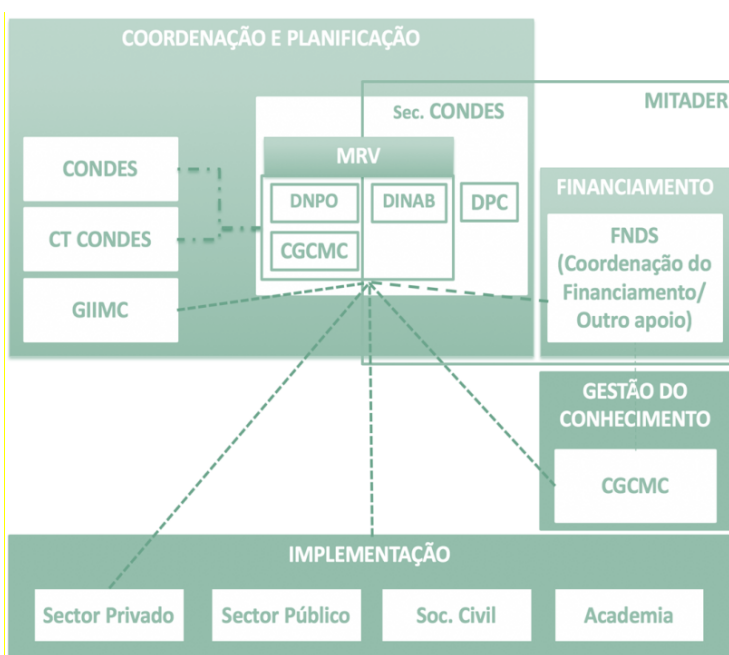 COORDENAÇÃO E PLANIFICAÇÃO
MITADER
Sec. CONDES
MRV
CONDES
DNPO
DINAB
DPC
FINANCIAMENTO
CT CONDES
CGCMC
FNDS
(Coordenação do
Financiamento/
Outro apoio)
GIIMC
GESTÃO DO
CONHECIMENTO
CGCMC
IMPLEMENTAÇÃO
Sector Privado
Sector Público
Soc. Civil
Academia